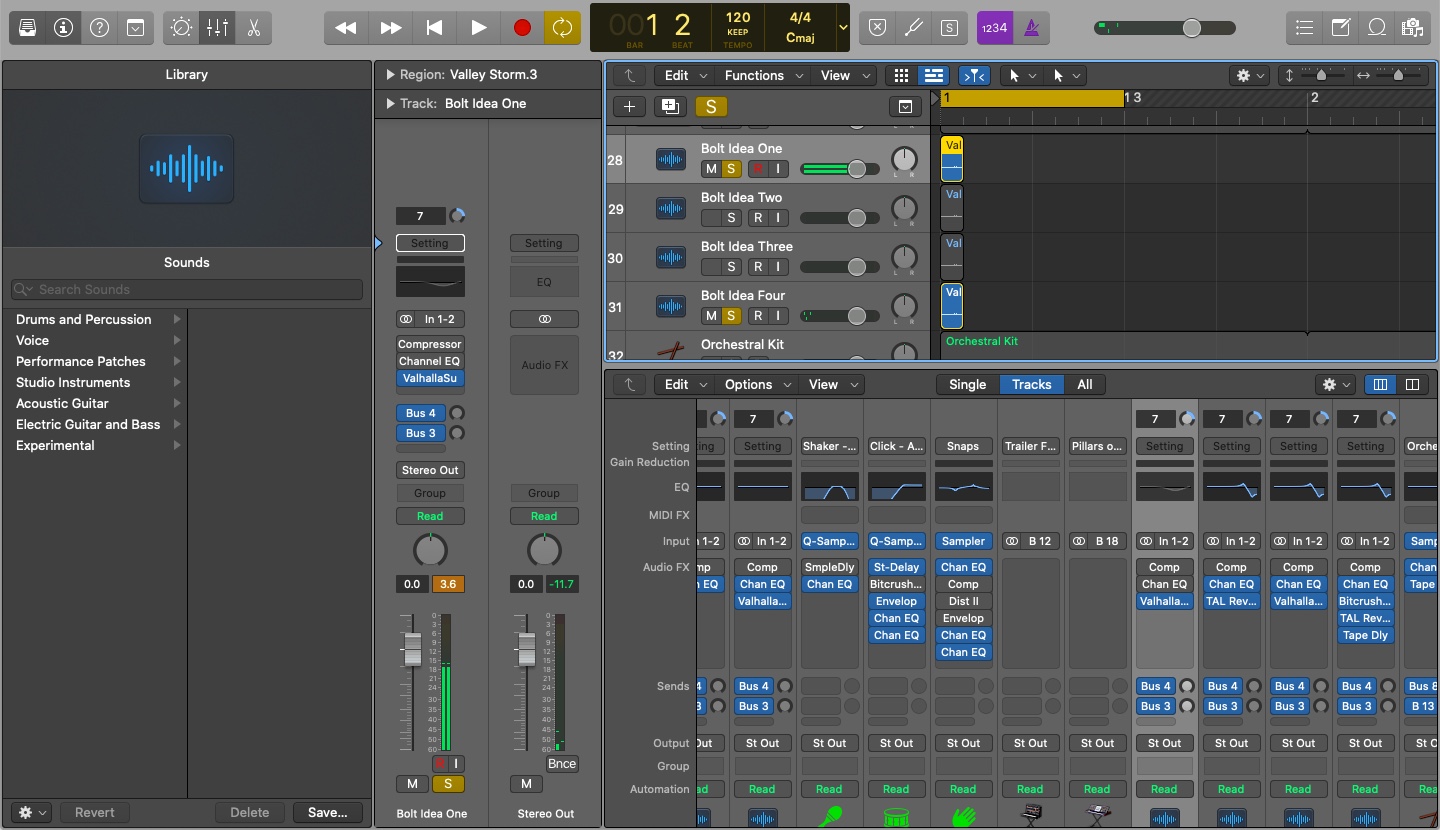 001 2
BAR BEAT
120
KEEP
TEMPO
4/4
Cmaj
S
1234
Library
Sounds
Search Sounds
Drums and Percussion
Voice
Performance Patches
Studio Instruments
Acoustic Guitar
Electric Guitar and Bass
Experimental
Revert
Delete
Save...
Region: Valley Storm.3
Track: Bolt Idea One
7
Setting
Setting
EQ
In 1-2
Compressor
Channel EQ
ValhallaSu
Audio FX
Bus 4
Bus 3
Stereo Out
Group
Group
Read
Read
0.0 3.6
0.0 -11.7
R I
Bnce
M S
M
Bolt Idea One
Stereo Out
Edit Functions View
S
1 1 3 2
28 Bolt Idea One
M S R I
L R
Val
29 Bolt Idea Two
S R I
L R
Val
30 Bolt Idea Three
S R I
L R
Val
31 Bolt Idea Four
M S R I
L R
Val
32 Orchestral Kit
Orchestral Kit
Edit Options View
Single Tracks All
7 7 7 7 7
Setting ing Setting Shaker -... Click - A... Snaps Trailer F... Pillars o... Setting Setting Setting Setting Orche
Gain Reduction
EQ
MIDI FX
Input 1-2 In 1-2 Q-Samp... Q-Samp... Sampler B 12 B 18 In 1-2 In 1-2 In 1-2 In 1-2 Samp
Audio FX mp Comp SmpleDly St-Delay Chan EQ Comp Comp Comp Comp Chan
n EQ Chan EQ Chan EQ Bitcrush... Comp Chan EQ Chan EQ Chan EQ Chan EQ Tape
Valhalla... Envelop Dist II Valhalla... TAL Rev... Valhalla... Bitcrush...
Chan EQ Envelop TAL Rev...
Chan EQ Chan EQ Tape Dly
Chan EQ
Sends 4 Bus 4 Bus 4 Bus 4 Bus 4 Bus 4 Bus 8
3 Bus 3 Bus 3 Bus 3 Bus 3 Bus 3 B 13
Output Out St Out St Out St Out St Out St Out St Out St Out St Out St Out St Out St O
Group
Automation Read Read Read Read Read Read Read Read Read Read Rea